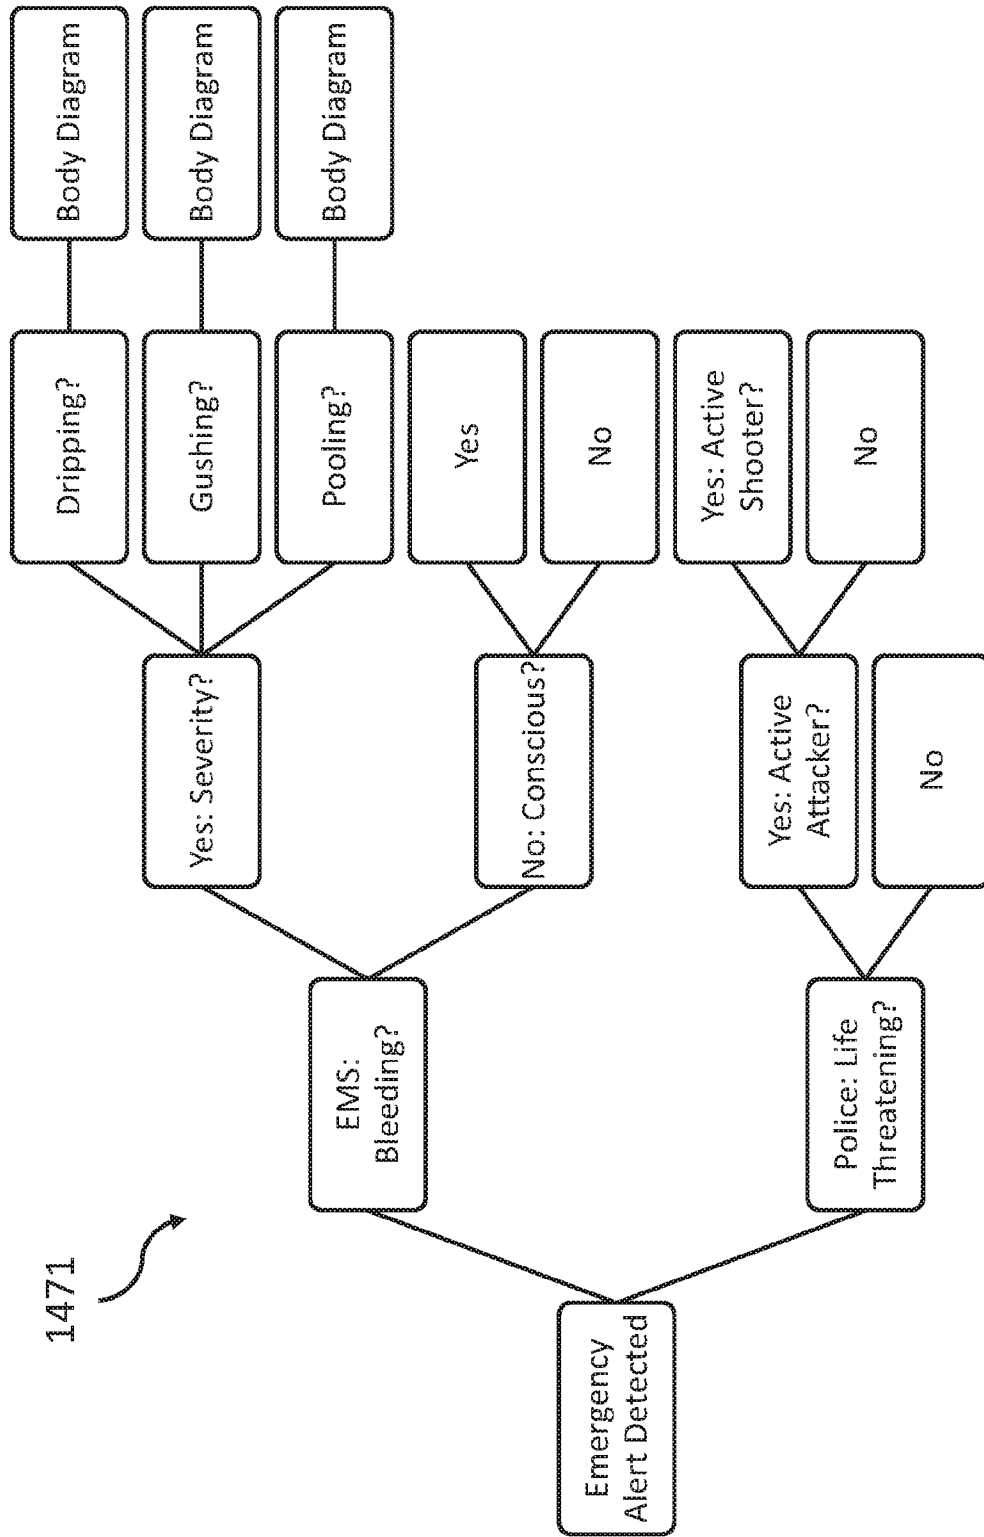 1471
Emergency
Alert Detected
EMS:
Bleeding?
Police: Life
Threatening?
Yes: Severity?
No: Conscious?
Yes: Active
Attacker?
No
Dripping?
Gushing?
Pooling?
Yes
No
Yes: Active
Shooter?
No
Body Diagram
Body Diagram
Body Diagram